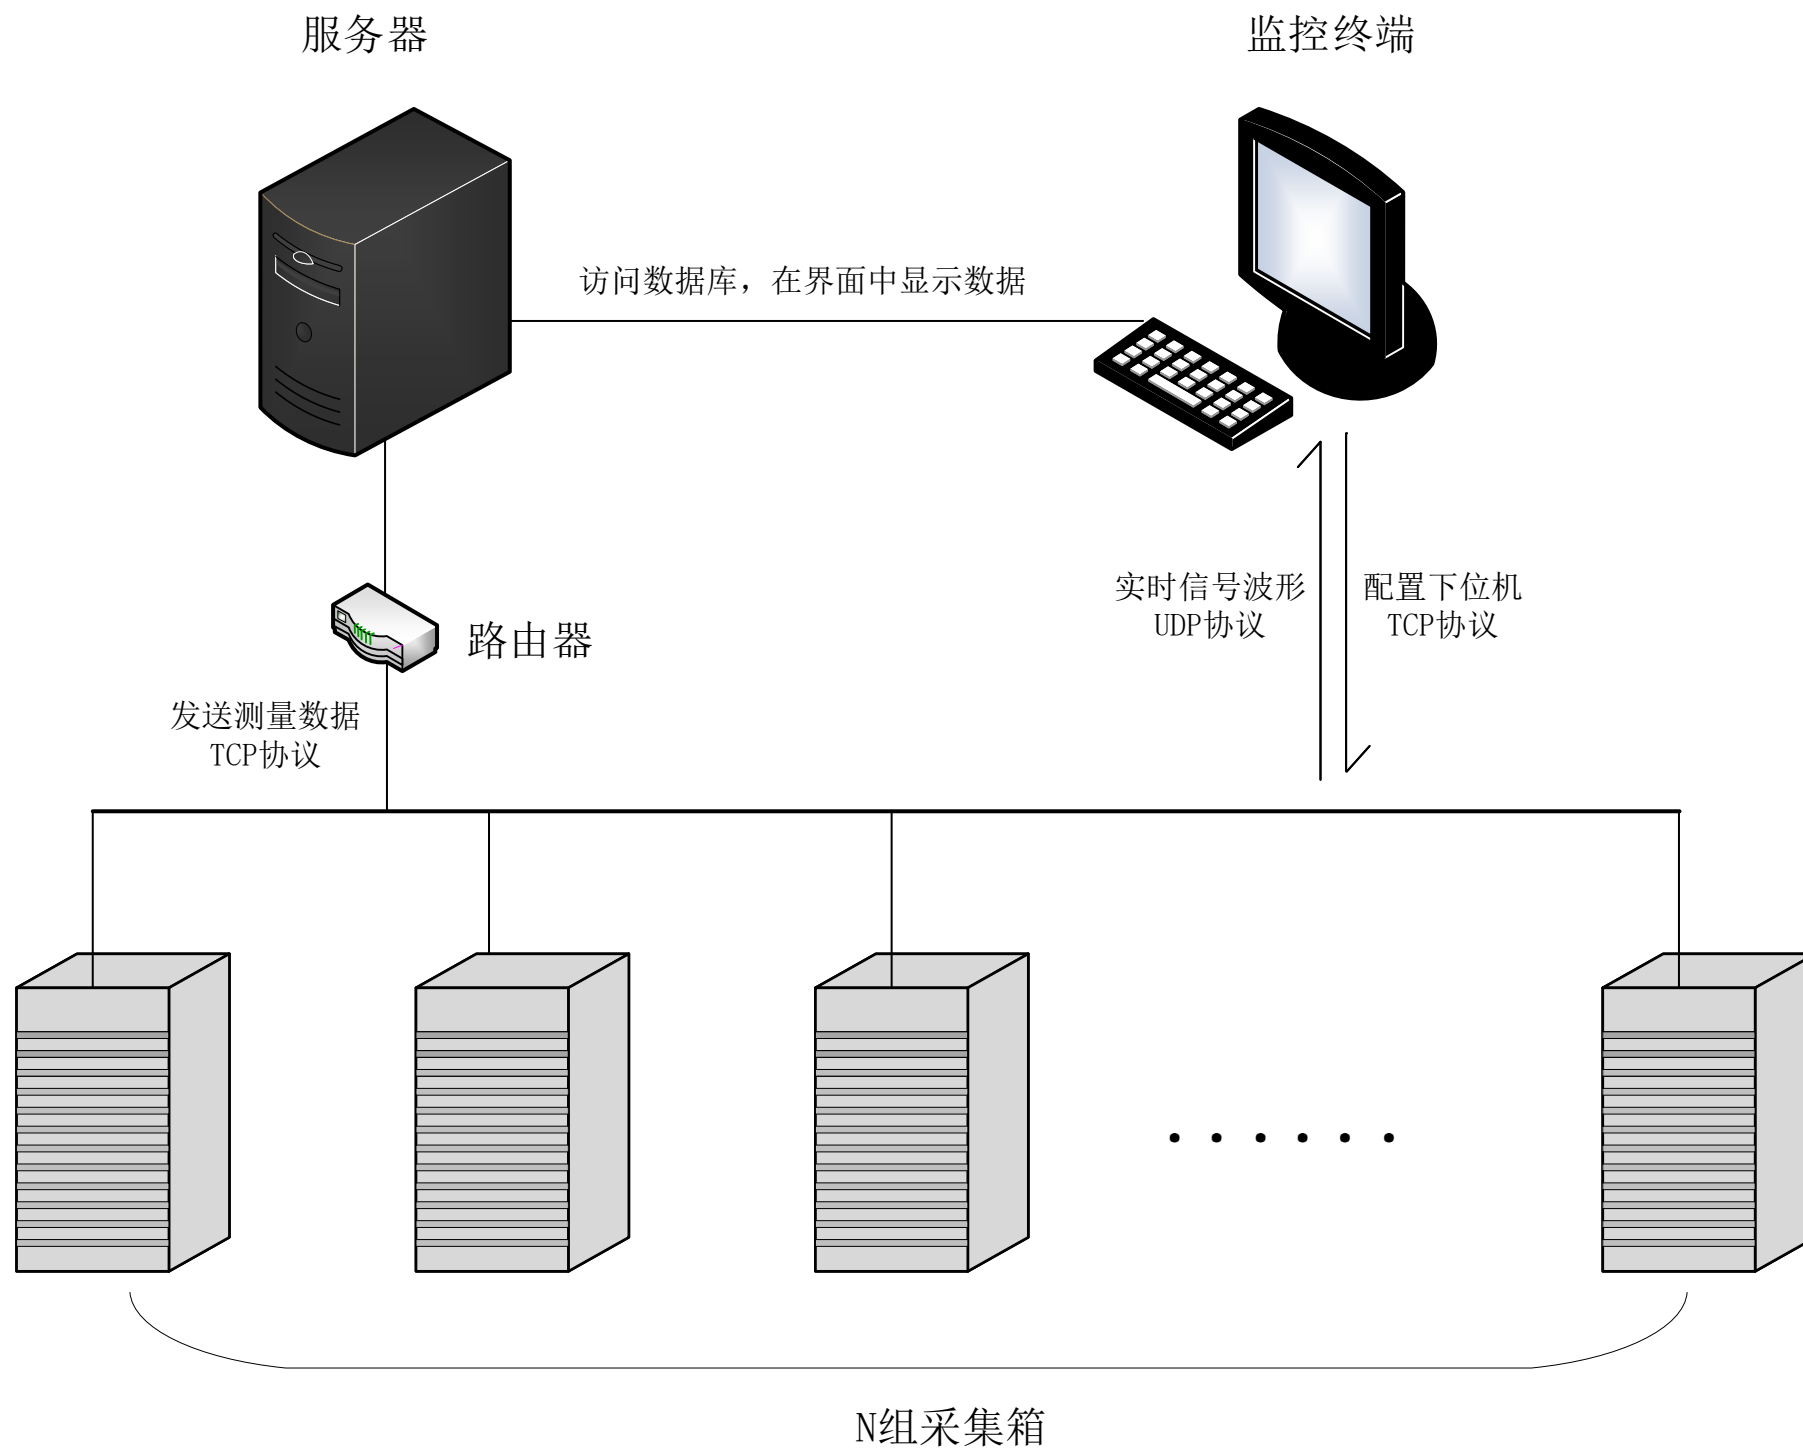 服务器
监控终端
访问数据库，在界面中显示数据
实时信号波形
UDP协议
配置下位机
TCP协议
路由器
发送测量数据
TCP协议
N组采集箱